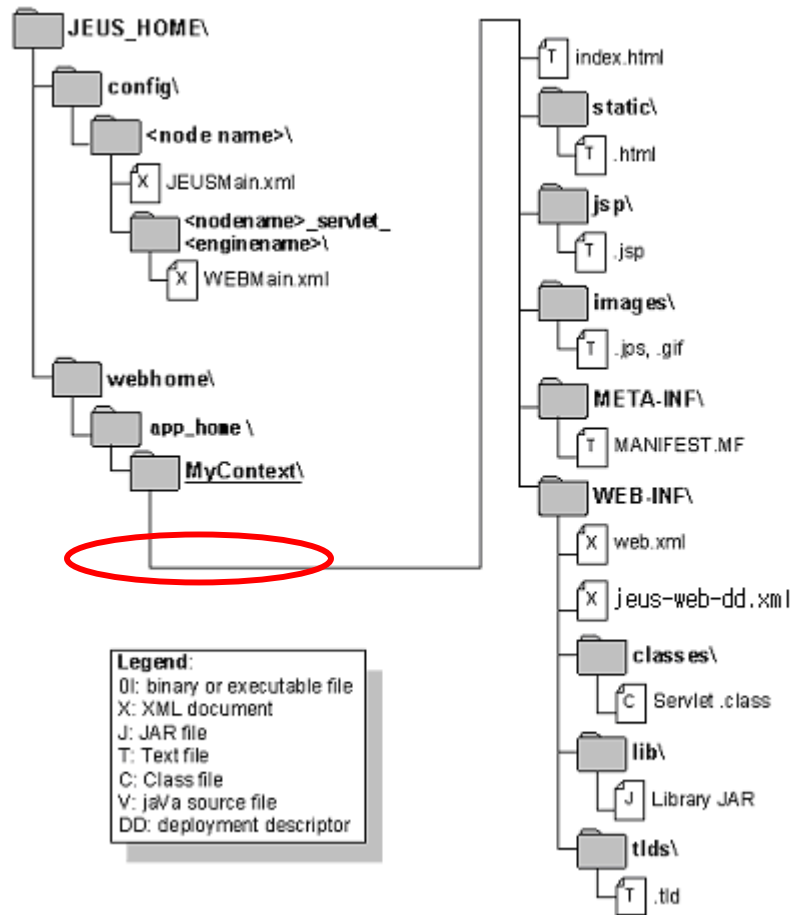 JEUS_HOME\
config\
<node name>\
X
JEUSMain.xml
<nodename>_servlet_
<enginename>\
X
WEBMain.xml
webhome\
app_home \
MyContext\
T
index.html
static\
T
.html
jsp\
T
.jsp
images\
T
.jps, .gif
META-INF\
T
MANIFEST.MF
WEB-INF\
X
web.xml
X
jeus-web-dd.xml
classes\
C
Servlet .class
lib\
J
Library JAR
tlds\
T
.tld
Legend:
0I: binary or executable file
X: XML document
J: JAR file
T: Text file
C: Class file
V: jaVa source file
DD: deployment descriptor